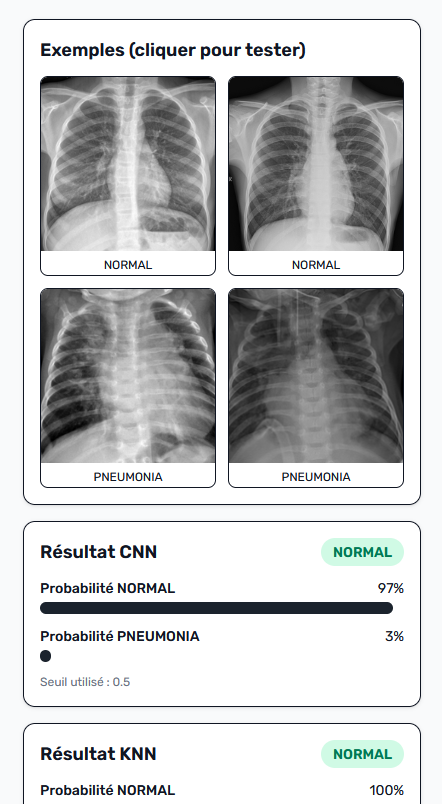 Exemples (cliquer pour tester)
NORMAL
NORMAL
PNEUMONIA
PNEUMONIA
Résultat CNN
NORMAL
Probabilité NORMAL
97%
Probabilité PNEUMONIA
3%
Seuil utilisé : 0.5
Résultat KNN
NORMAL
Probabilité NORMAL
100%